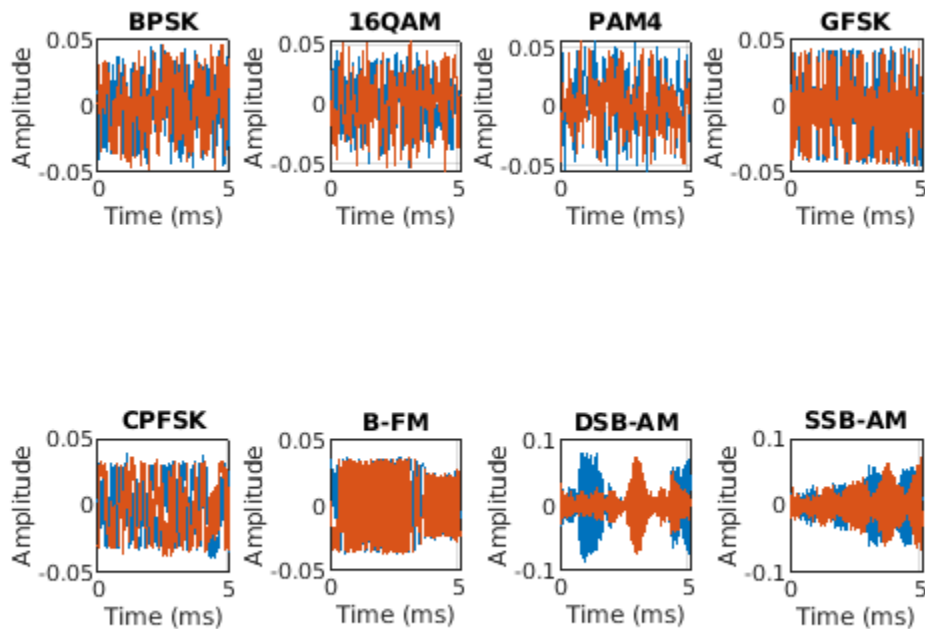 BPSK 16QAM PAM4 GFSK
0.05 0.05 0.05 0.05
Amplitude Amplitude Amplitude Amplitude
0 0 0 0
-0.05 -0.05 -0.05 -0.05
0 5 0 5 0 5 0 5
Time (ms) Time (ms) Time (ms) Time (ms)
CPFSK B-FM DSB-AM SSB-AM
0.05 0.05 0.1 0.1
Amplitude Amplitude Amplitude Amplitude
0 0 0 0
-0.05 -0.05 -0.1 -0.1
0 5 0 5 0 5 0 5
Time (ms) Time (ms) Time (ms) Time (ms)